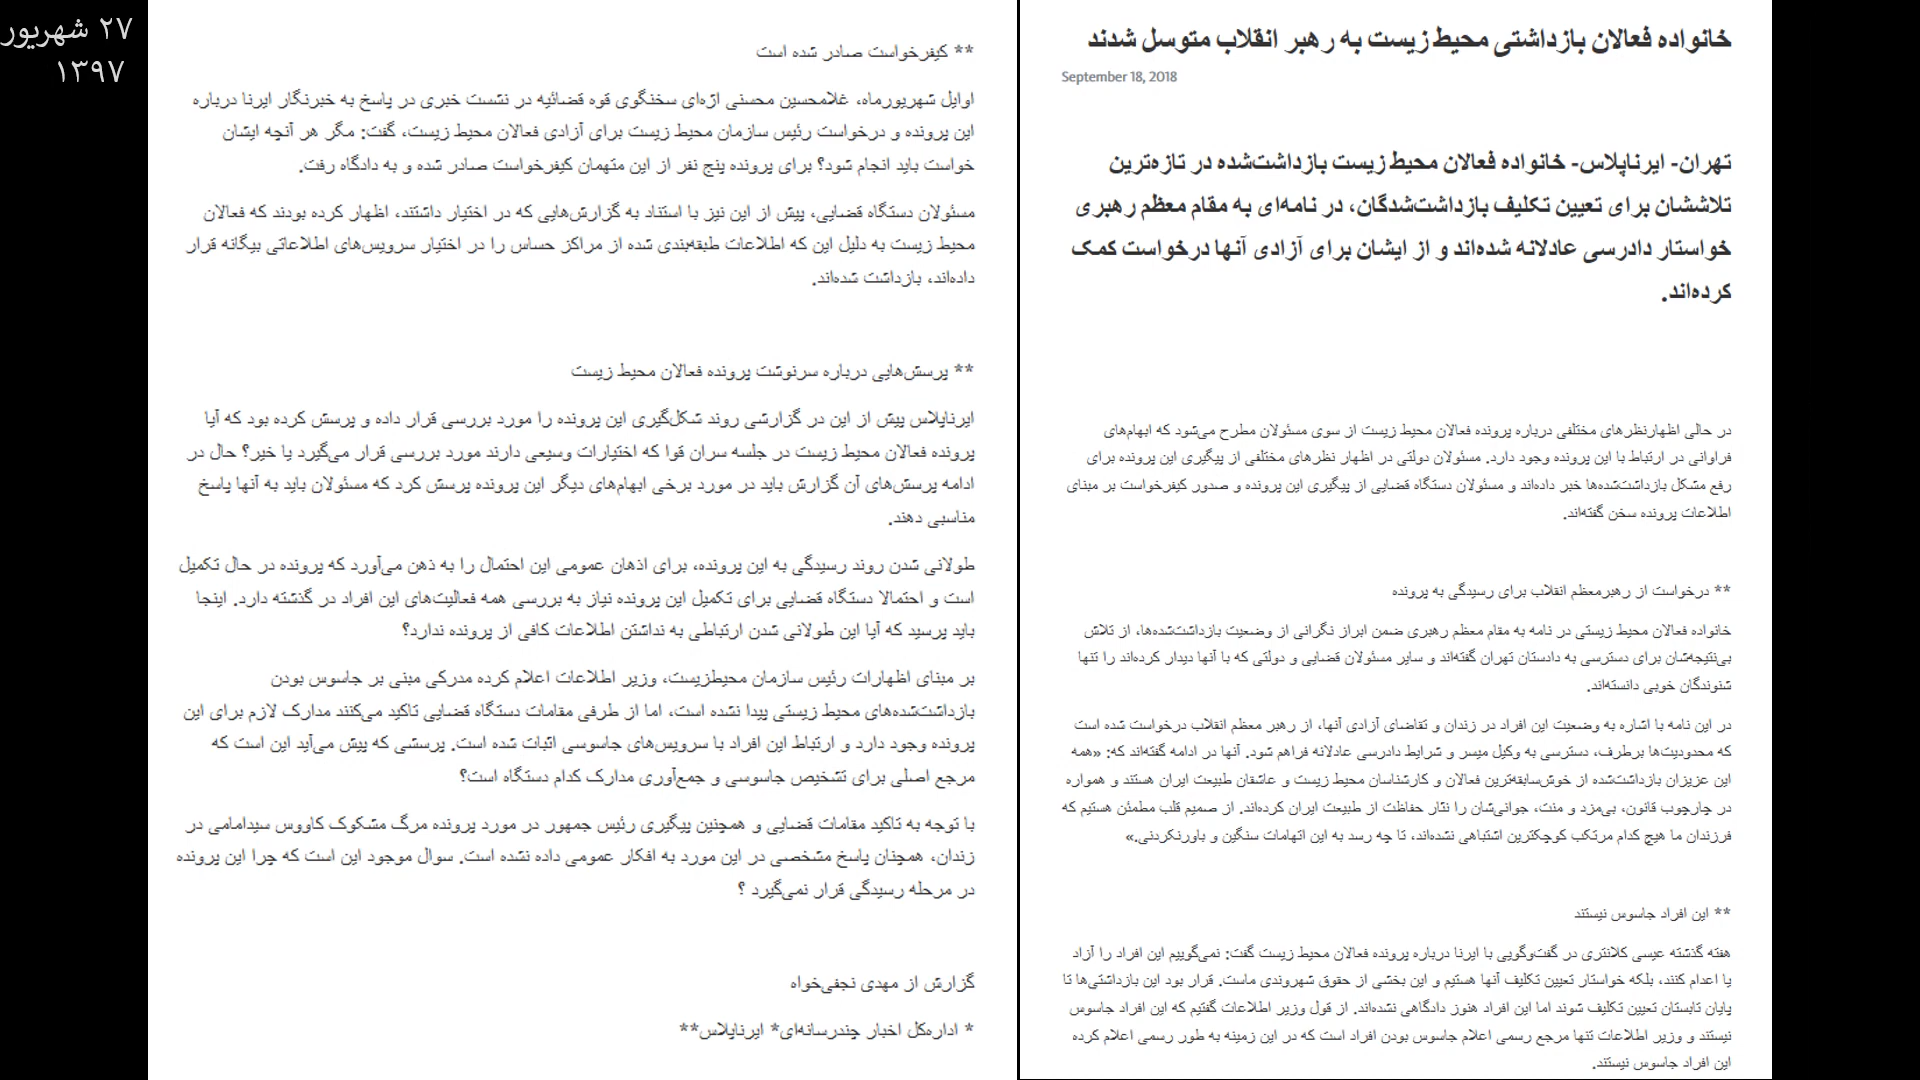 ۲۷ شهریور
۱۳۹۷
خانواده فعالان بازداشتی محیط زیست به رهبر انقلاب متوسل شدند
September 18, 2018
تهران- ایرناپلاس- خانواده فعالان محیط زیست بازداشت‌شده در تازه‌ترین
تلاششان برای تعیین تکلیف بازداشت‌شدگان، در نامه‌ای به مقام معظم رهبری
خواستار دادرسی عادلانه شده‌اند و از ایشان برای آزادی آنها درخواست کمک
کرده‌اند.
در حالی اظهارنظرهای مختلفی درباره پرونده فعالان محیط زیست از سوی مسئولان مطرح می‌شود که ابهام‌های
فراوانی در ارتباط با این پرونده وجود دارد. مسئولان دولتی در اظهار نظرهای مختلفی از پیگیری این پرونده برای
رفع مشکل بازداشت‌شده‌ها خبر داده‌اند و مسئولان دستگاه قضایی از پیگیری این پرونده و صدور کیفرخواست بر مبنای
اطلاعات پرونده سخن گفته‌اند.
** درخواست از رهبرمعظم انقلاب برای رسیدگی به پرونده
خانواده فعالان محیط زیستی در نامه به مقام معظم رهبری ضمن ابراز نگرانی از وضعیت بازداشت‌شده‌ها، از تلاش
بی‌نتیجه‌شان برای دسترسی به دادستان تهران گفته‌اند و سایر مسئولان قضایی و دولتی که با آنها دیدار کرده‌اند را تنها
شنوندگان خوبی دانسته‌اند.
در این نامه با اشاره به وضعیت این افراد در زندان و تقاضای آزادی آنها، از رهبر معظم انقلاب درخواست شده است
که محدودیت‌ها برطرف، دسترسی به وکیل میسر و شرایط دادرسی عادلانه فراهم شود. آنها در ادامه گفته‌اند که: «همه
این عزیزان بازداشت‌شده از خوش‌سابقه‌ترین فعالان و کارشناسان محیط زیست و عاشقان طبیعت ایران هستند و همواره
در چارچوب قانون، بی‌مزد و منت، جوانی‌شان را نثار حفاظت از طبیعت ایران کرده‌اند. از صمیم قلب مطمئن هستیم که
فرزندان ما هیچ کدام مرتکب کوچکترین اشتباهی نشده‌اند، تا چه رسد به این اتهامات سنگین و باورنکردنی.»
** این افراد جاسوس نیستند
هفته گذشته عیسی کلانتری در گفت‌وگویی با ایرنا درباره پرونده فعالان محیط زیست گفت: نمی‌گوییم این افراد را آزاد
یا اعدام کنند، بلکه خواستار تعیین تکلیف آنها هستیم و این بخشی از حقوق شهروندی ماست. قرار بود این بازداشتی‌ها تا
پایان تابستان تعیین تکلیف شوند اما این افراد هنوز دادگاهی نشده‌اند. از قول وزیر اطلاعات گفتیم که این افراد جاسوس
نیستند و وزیر اطلاعات تنها مرجع رسمی اعلام جاسوس بودن افراد است که در این زمینه به طور رسمی اعلام کرده
این افراد جاسوس نیستند.
** کیفرخواست صادر شده است
اوایل شهریورماه، غلامحسین محسنی اژه‌ای سخنگوی قوه قضائیه در نشست خبری در پاسخ به خبرنگار ایرنا درباره
این پرونده و درخواست رئیس سازمان محیط زیست برای آزادی فعالان محیط زیست، گفت: مگر هر آنچه ایشان
خواست باید انجام شود؟ برای پرونده پنج نفر از این متهمان کیفرخواست صادر شده و به دادگاه رفت.
مسئولان دستگاه قضایی، پیش از این نیز با استناد به گزارش‌هایی که در اختیار داشتند، اظهار کرده بودند که فعالان
محیط زیست به دلیل این که اطلاعات طبقه‌بندی شده از مراکز حساس را در اختیار سرویس‌های اطلاعاتی بیگانه قرار
داده‌اند، بازداشت شده‌اند.
** پرسش‌هایی درباره سرنوشت پرونده فعالان محیط زیست
ایرناپلاس پیش از این در گزارشی روند شکل‌گیری این پرونده را مورد بررسی قرار داده و پرسش کرده بود که آیا
پرونده فعالان محیط زیست در جلسه سران قوا که اختیارات وسیعی دارند مورد بررسی قرار می‌گیرد یا خیر؟ حال در
ادامه پرسش‌های آن گزارش باید در مورد برخی ابهام‌های دیگر این پرونده پرسش کرد که مسئولان باید به آنها پاسخ
مناسبی دهند.
طولانی شدن روند رسیدگی به این پرونده، برای اذهان عمومی این احتمال را به ذهن می‌آورد که پرونده در حال تکمیل
است و احتمالا دستگاه قضایی برای تکمیل این پرونده نیاز به بررسی همه فعالیت‌های این افراد در گذشته دارد. اینجا
باید پرسید که آیا این طولانی شدن ارتباطی به نداشتن اطلاعات کافی از پرونده ندارد؟
بر مبنای اظهارات رئیس سازمان محیط‌زیست، وزیر اطلاعات اعلام کرده مدرکی مبنی بر جاسوس بودن
بازداشت‌شده‌های محیط زیستی پیدا نشده است، اما از طرفی مقامات دستگاه قضایی تاکید می‌کنند مدارک لازم برای این
پرونده وجود دارد و ارتباط این افراد با سرویس‌های جاسوسی اثبات شده است. پرسشی که پیش می‌آید این است که
مرجع اصلی برای تشخیص جاسوسی و جمع‌آوری مدارک کدام دستگاه است؟
با توجه به تاکید مقامات قضایی و همچنین پیگیری رئیس جمهور در مورد پرونده مرگ مشکوک کاووس سیدامامی در
زندان، همچنان پاسخ مشخصی در این مورد به افکار عمومی داده نشده است. سوال موجود این است که چرا این پرونده
در مرحله رسیدگی قرار نمی‌گیرد ؟
گزارش از مهدی نجفی‌خواه
* اداره‌کل اخبار چندرسانه‌ای* ایرناپلاس**